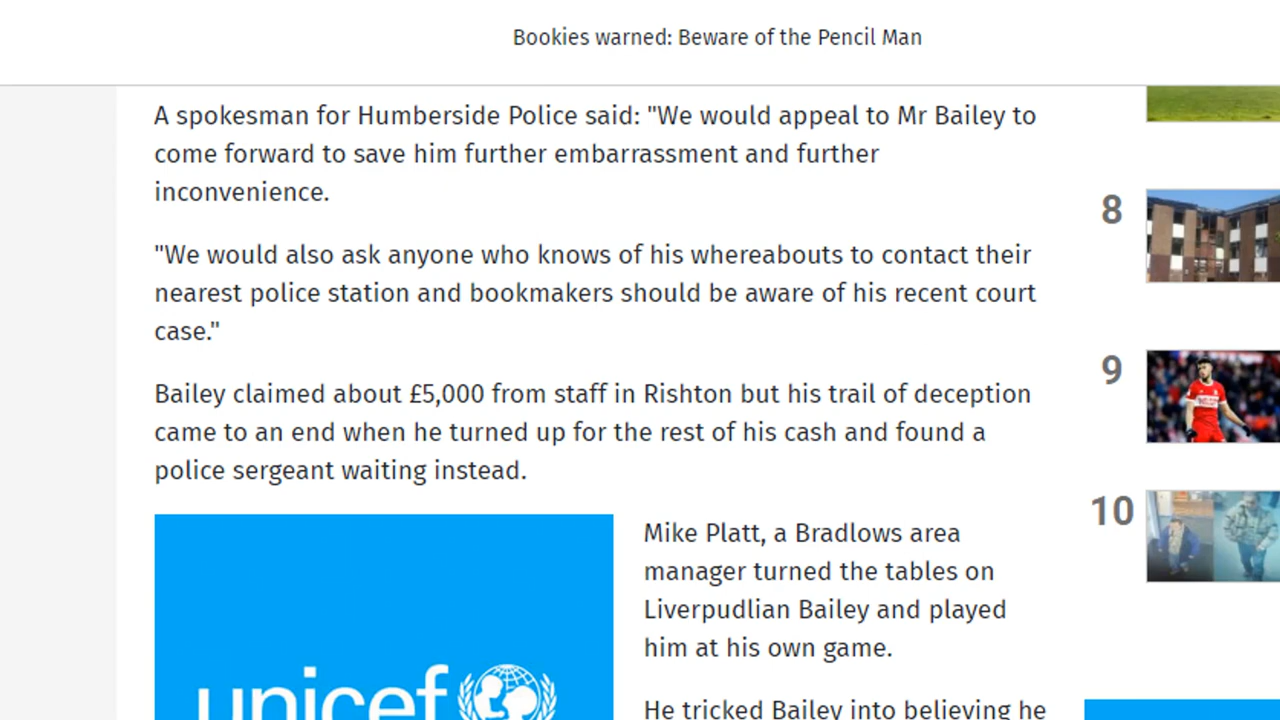 Bookies warned: Beware of the Pencil Man
A spokesman for Humberside Police said: "We would appeal to Mr Bailey to
come forward to save him further embarrassment and further
inconvenience.
"We would also ask anyone who knows of his whereabouts to contact their
nearest police station and bookmakers should be aware of his recent court
case."
Bailey claimed about £5,000 from staff in Rishton but his trail of deception
came to an end when he turned up for the rest of his cash and found a
police sergeant waiting instead.
Mike Platt, a Bradlows area
manager turned the tables on
Liverpudlian Bailey and played
him at his own game.
He tricked Bailey into believing he
unicef
8
9
10